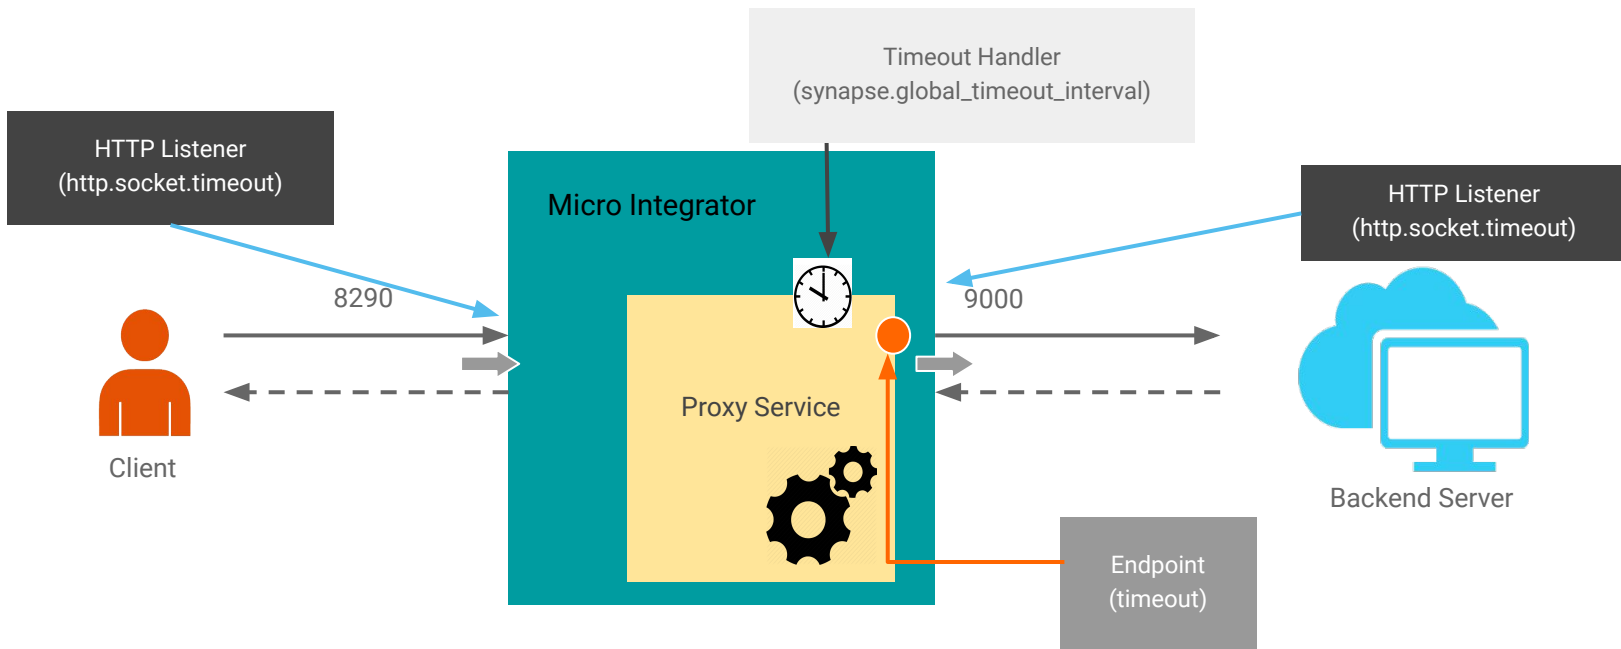 Timeout Handler
(synapse.global_timeout_interval)
HTTP Listener
(http.socket.timeout)
HTTP Listener
(http.socket.timeout)
Micro Integrator
8290
9000
Proxy Service
Client
Backend Server
Endpoint
(timeout)